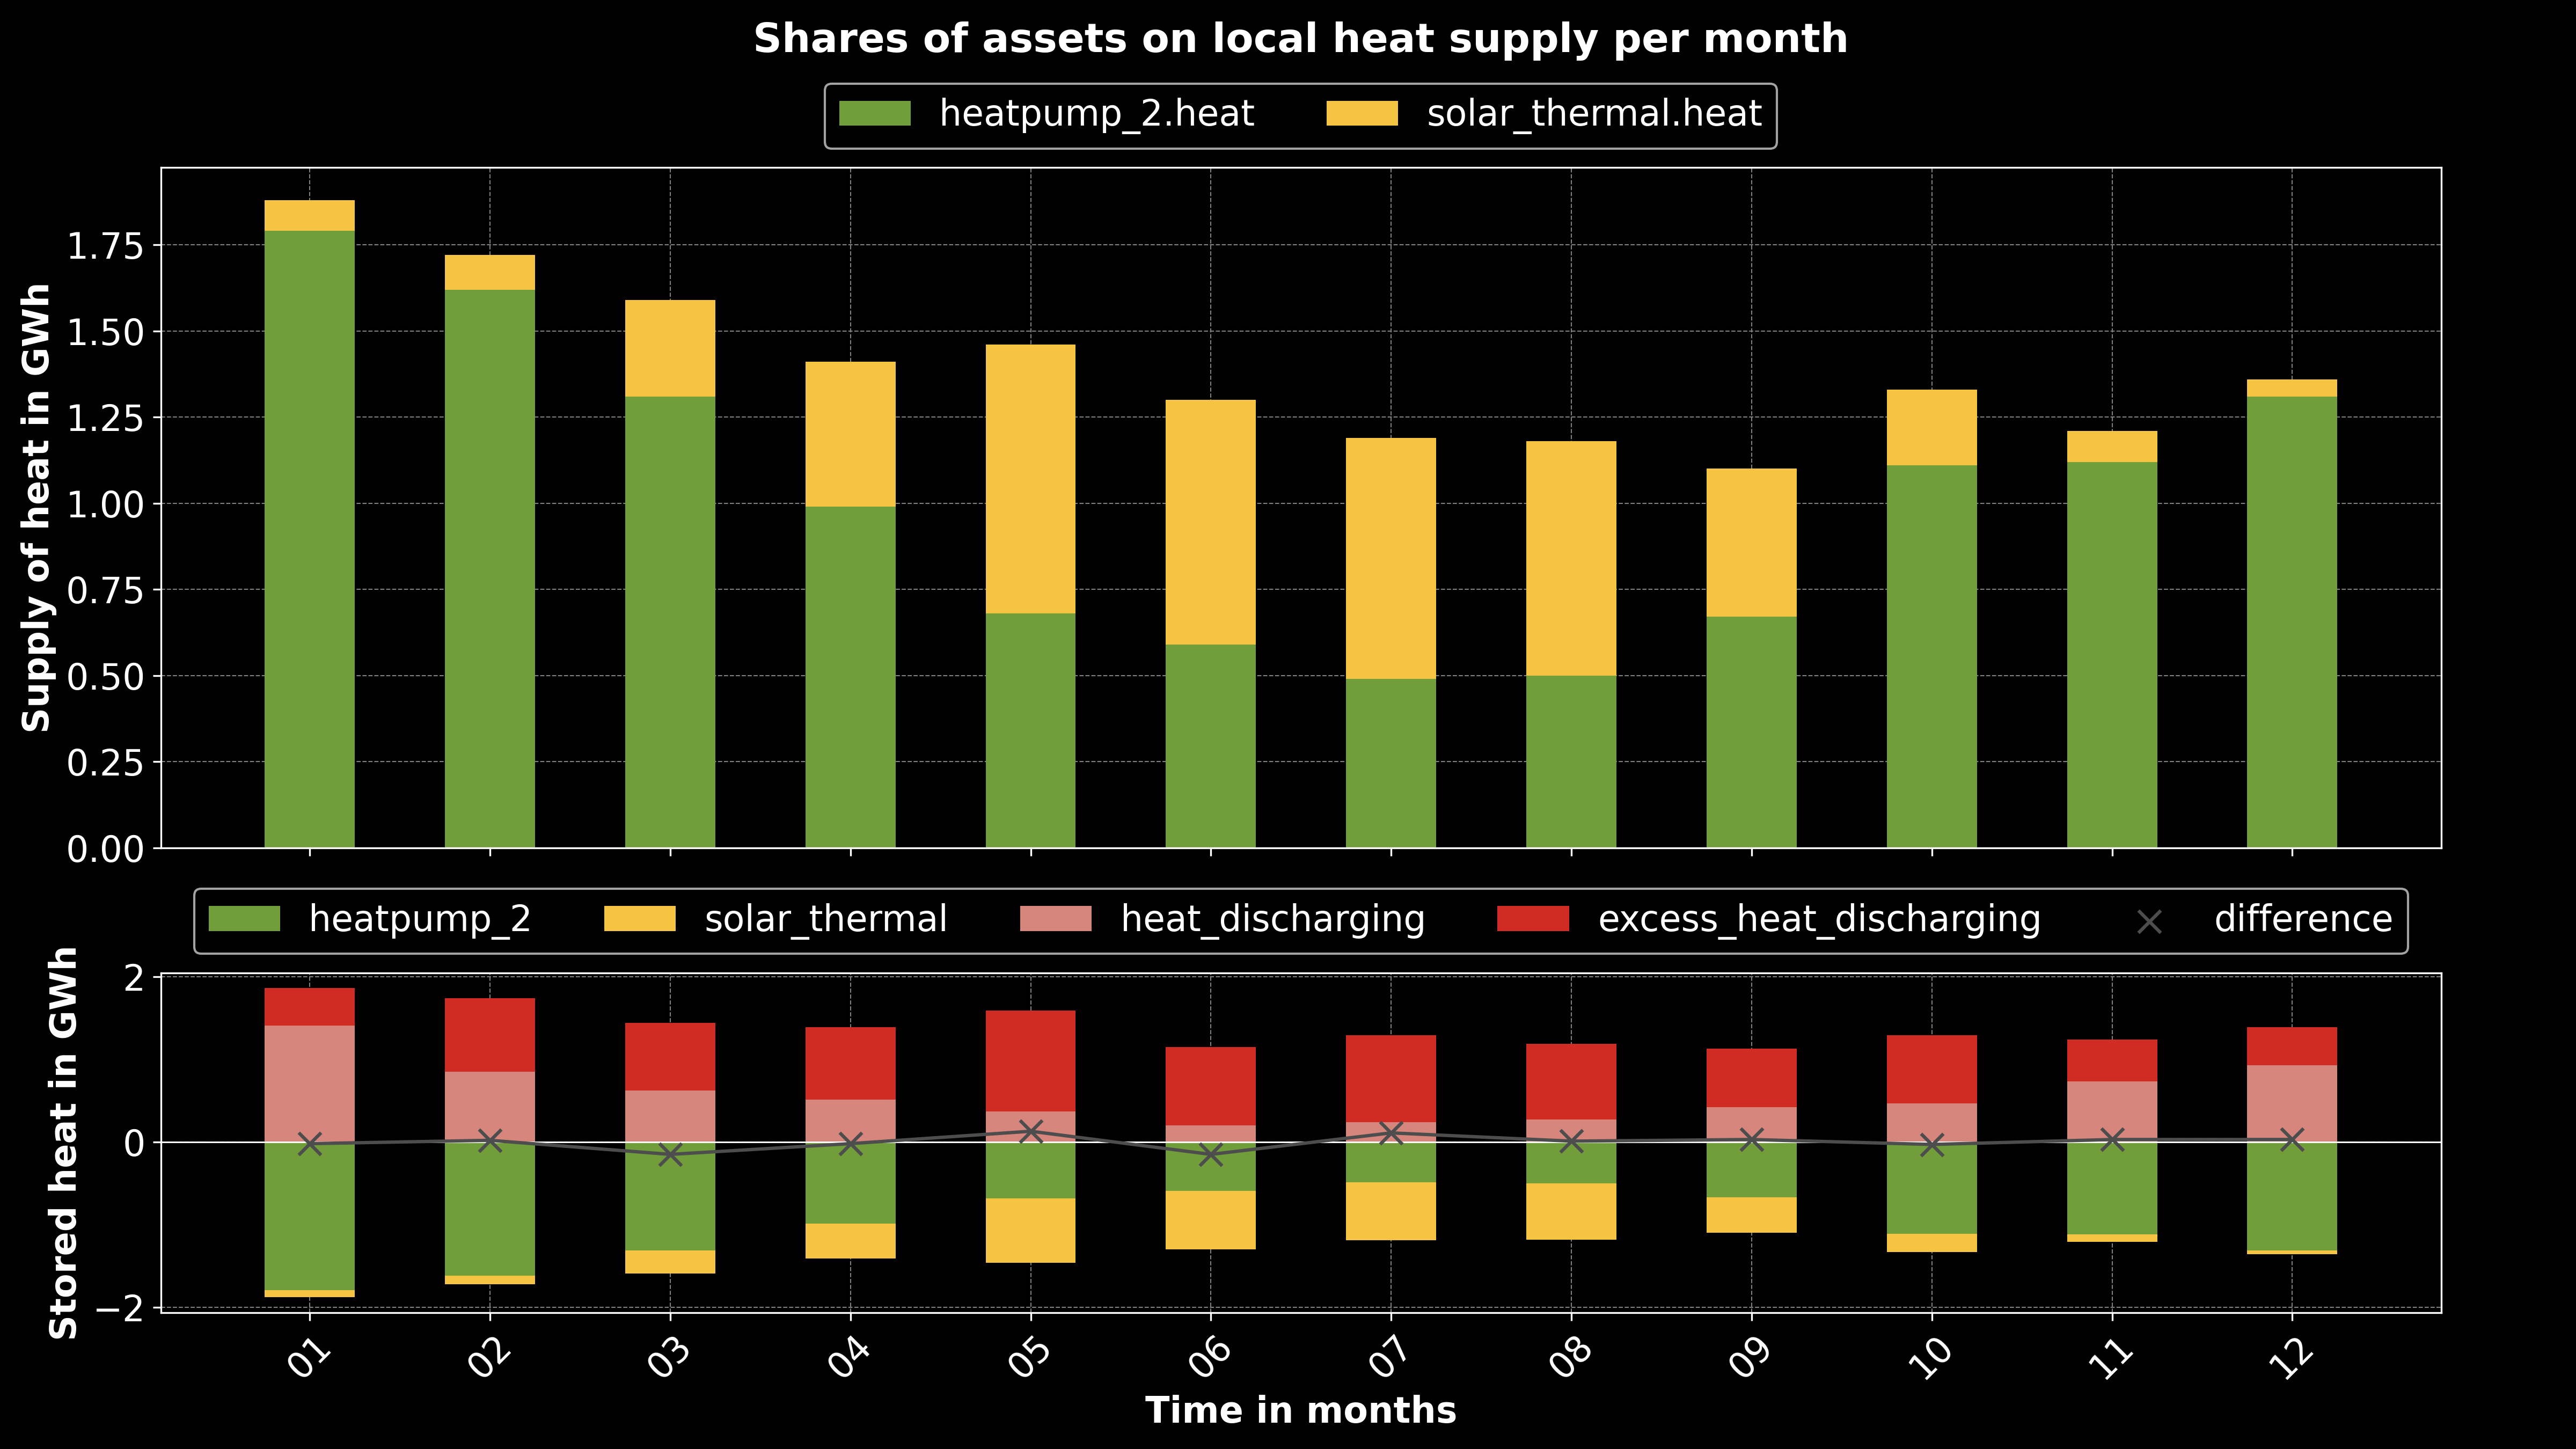 Shares of assets on local heat supply per month
heatpump_2.heat solar_thermal.heat
Supply of heat in GWh
1.75
1.50
1.25
1.00
0.75
0.50
0.25
0.00
heatpump_2 solar_thermal heat_discharging excess_heat_discharging difference
Stored heat in GWh
2
0
−2
01 02 03 04 05 06 07 08 09 10 11 12
Time in months